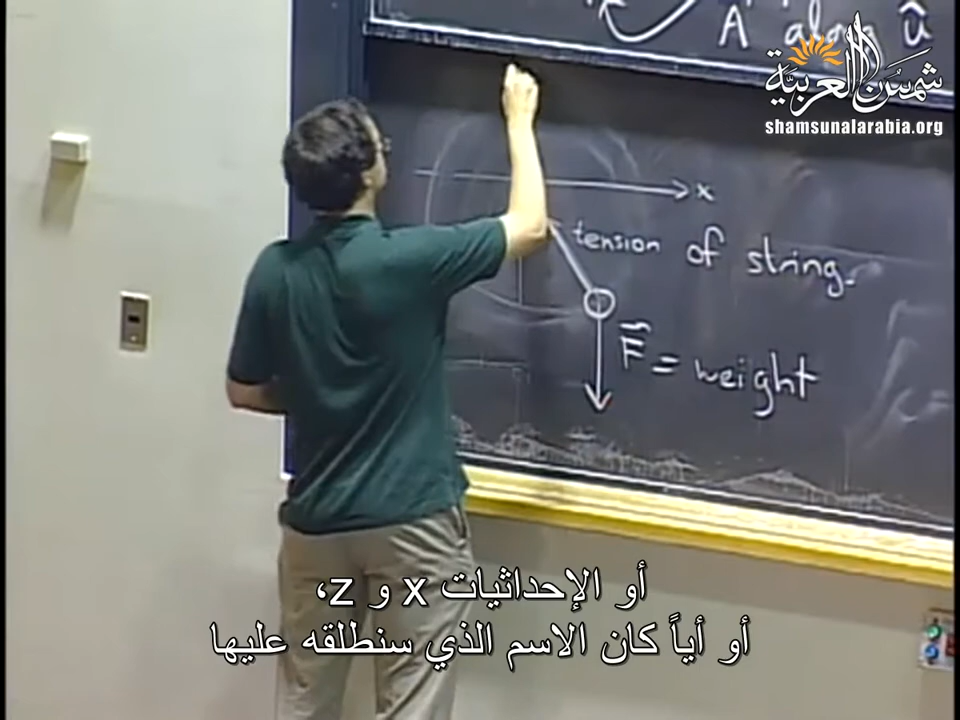 A along û
شمس العربية
shamsunalarabia.org
x
tension of string.
F⃗ = weight
أو الإحداثيات x و z،
أو أياً كان الاسم الذي سنطلقه عليها